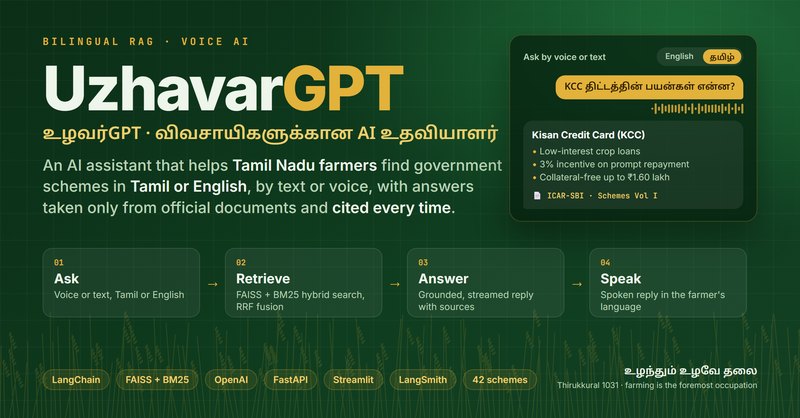 BILINGUAL RAG · VOICE AI
UzhavarGPT
உழவர்GPT · விவசாயிகளுக்கான AI உதவியாளர்
An AI assistant that helps Tamil Nadu farmers find government
schemes in Tamil or English, by text or voice, with answers
taken only from official documents and cited every time.
Ask by voice or text
English
தமிழ்
KCC திட்டத்தின் பயன்கள் என்ன?
Kisan Credit Card (KCC)
• Low-interest crop loans
• 3% incentive on prompt repayment
• Collateral-free up to ₹1.60 lakh
ICAR-SBI · Schemes Vol I
01
Ask
Voice or text, Tamil or English
→
02
Retrieve
FAISS + BM25 hybrid search,
RRF fusion
→
03
Answer
Grounded, streamed reply
with sources
→
04
Speak
Spoken reply in the farmer's
language
LangChain
FAISS + BM25
OpenAI
FastAPI
Streamlit
LangSmith
42 schemes
உழந்தும் உழவே தலை
Thirukkural 1031 · farming is the foremost occupation